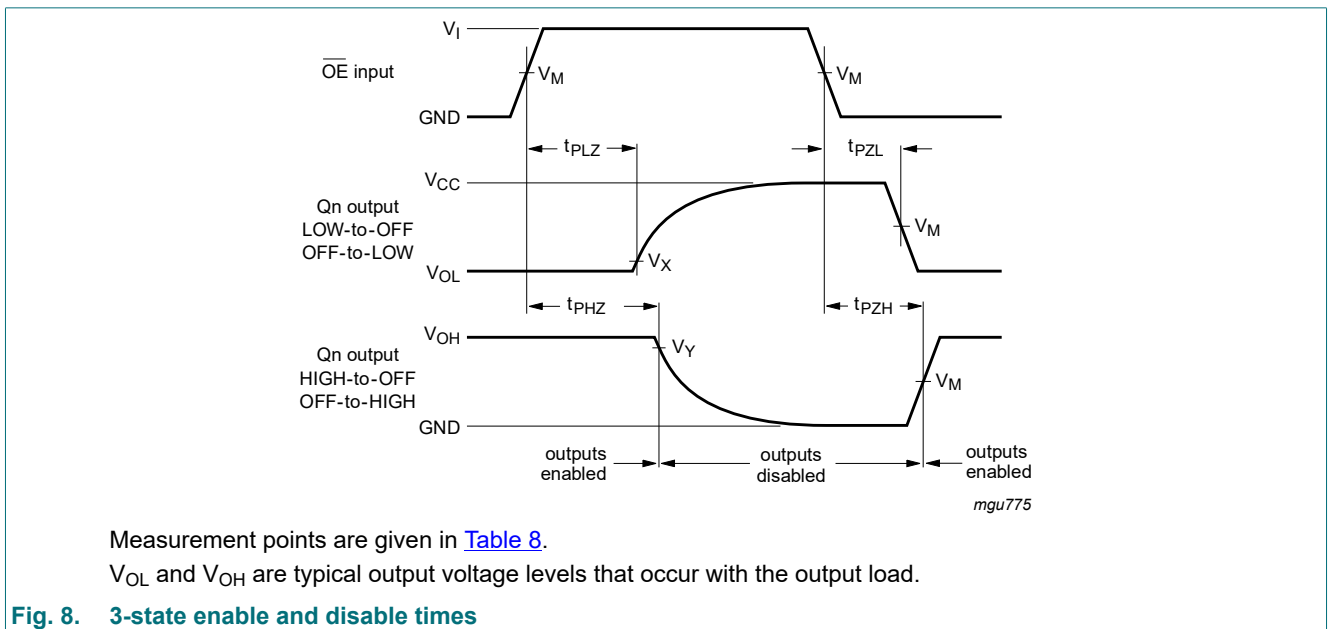 V_I
OE input
V_M
V_M
GND
t_PLZ
t_PZL
V_CC
Qn output
LOW-to-OFF
OFF-to-LOW
V_M
V_X
V_OL
t_PHZ
t_PZH
V_OH
Qn output
HIGH-to-OFF
OFF-to-HIGH
V_Y
V_M
GND
outputs
enabled
outputs
disabled
outputs
enabled
mgu775
Measurement points are given in Table 8.
V_OL and V_OH are typical output voltage levels that occur with the output load.
Fig. 8. 3-state enable and disable times